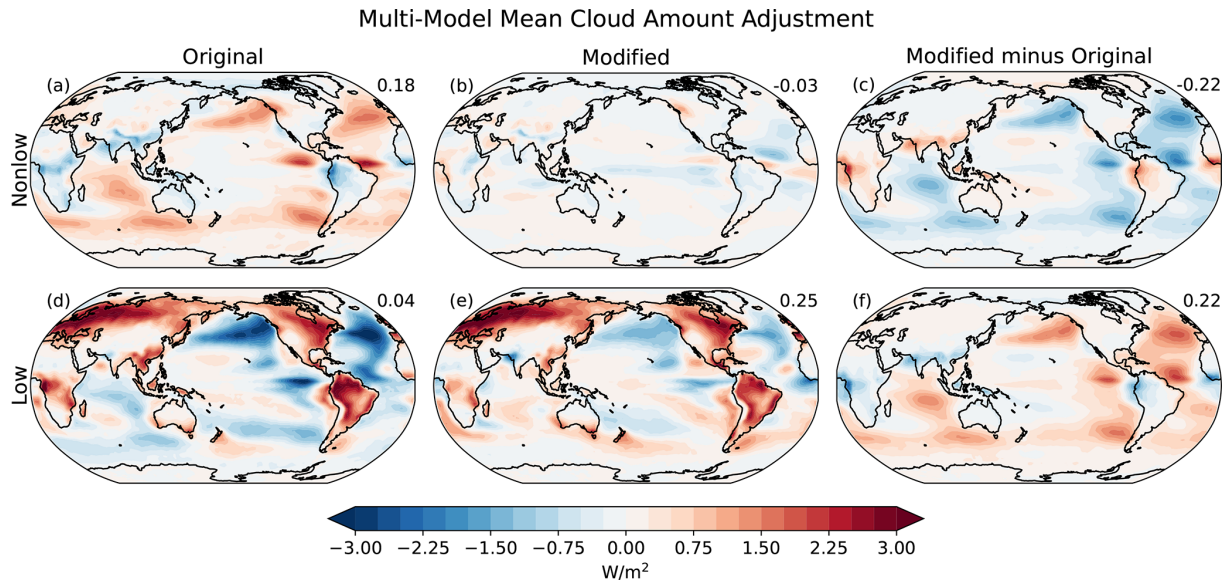 Multi-Model Mean Cloud Amount Adjustment
Original
Modified
Modified minus Original
(a)
0.18
(b)
-0.03
(c)
-0.22
Nonlow
(d)
0.04
(e)
0.25
(f)
0.22
Low
−3.00
−2.25
−1.50
−0.75
0.00
0.75
1.50
2.25
3.00
W/m²